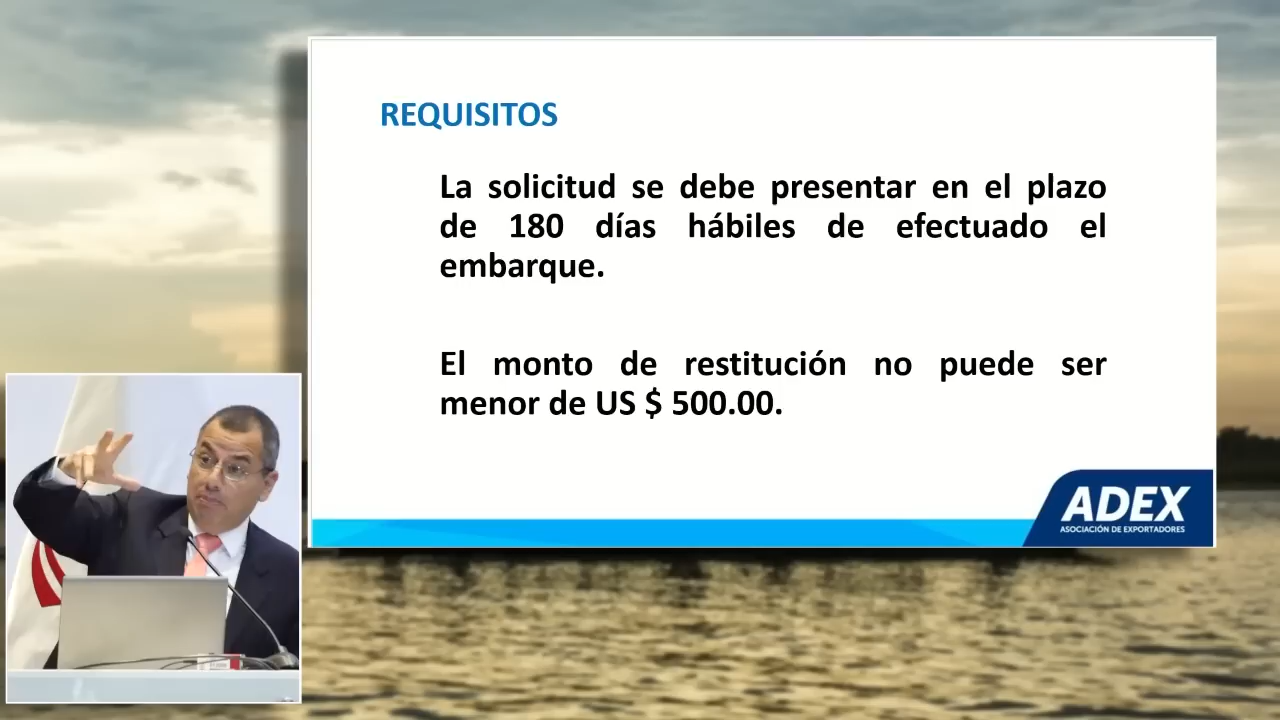 REQUISITOS
La solicitud se debe presentar en el plazo
de 180 días hábiles de efectuado el
embarque.
El monto de restitución no puede ser
menor de US $ 500.00.
ADEX
ASOCIACIÓN DE EXPORTADORES